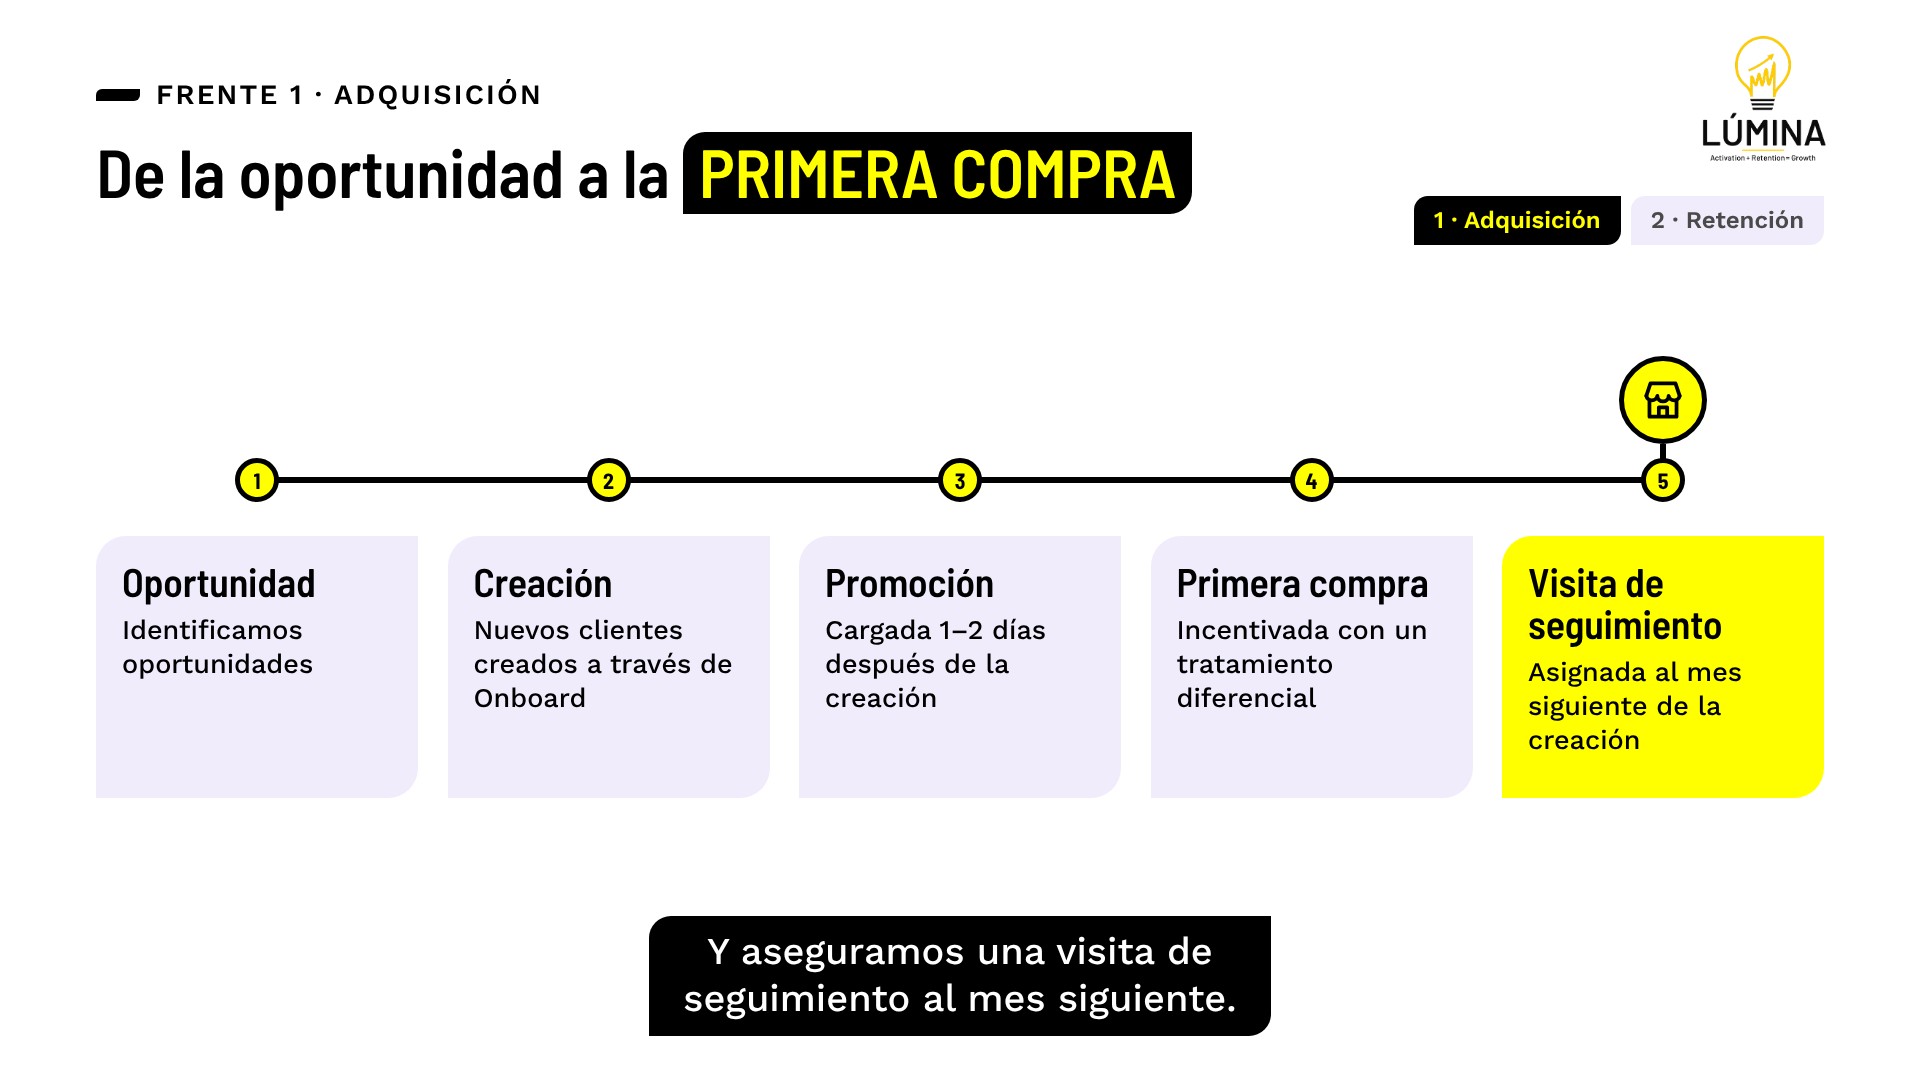 FRENTE 1 · ADQUISICIÓN
De la oportunidad a la PRIMERA COMPRA
LÚMINA
Activation + Retention = Growth
1 · Adquisición
2 · Retención
1
2
3
4
5
Oportunidad
Identificamos
oportunidades
Creación
Nuevos clientes
creados a través de
Onboard
Promoción
Cargada 1–2 días
después de la
creación
Primera compra
Incentivada con un
tratamiento
diferencial
Visita de
seguimiento
Asignada al mes
siguiente de la
creación
Y aseguramos una visita de
seguimiento al mes siguiente.